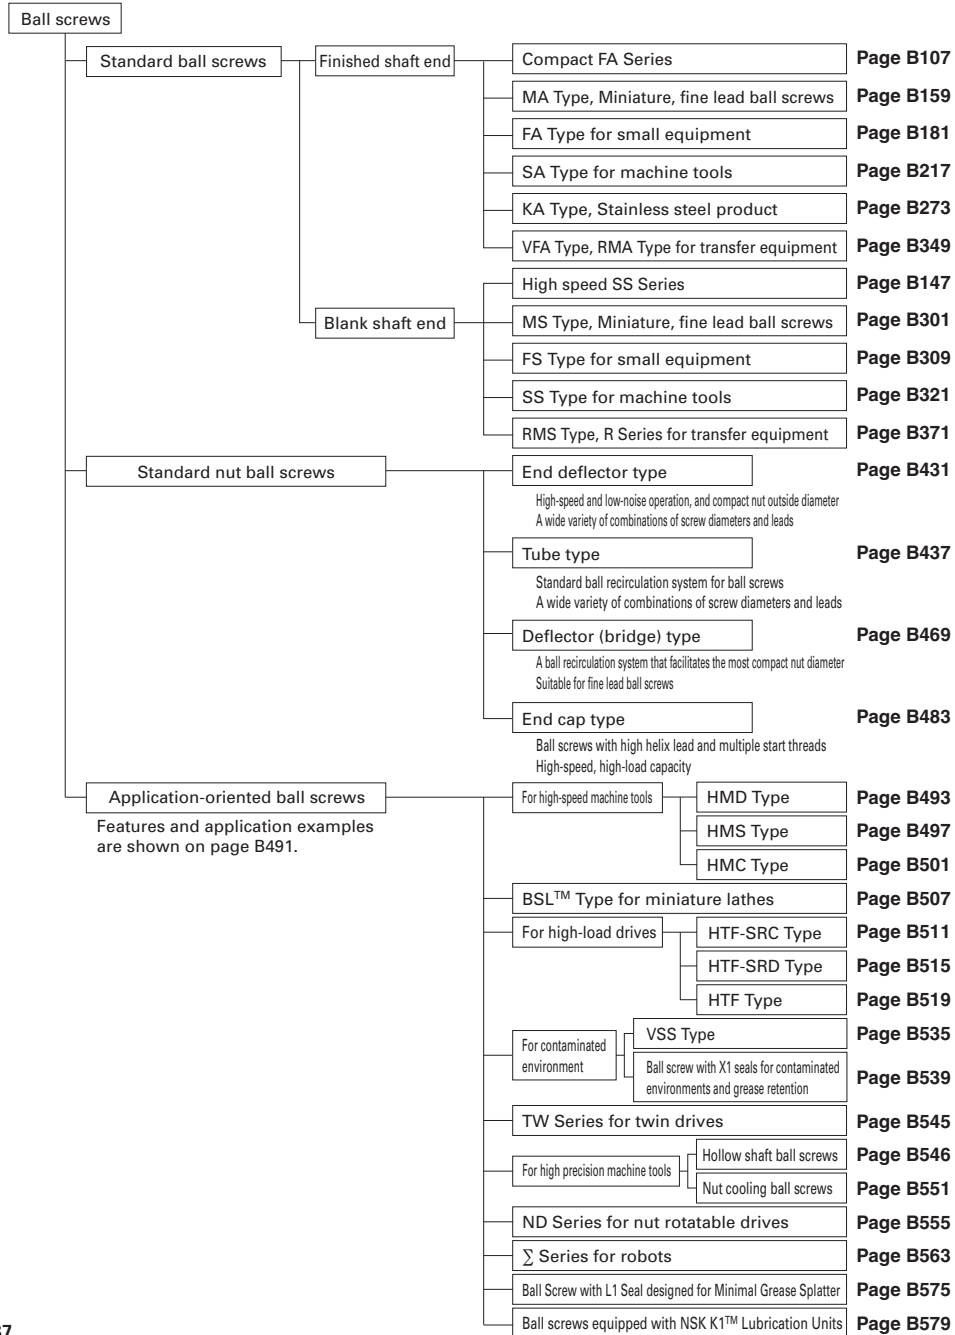 Ball screws
Standard ball screws
Finished shaft end
Compact FA Series
Page B107
MA Type, Miniature, fine lead ball screws
Page B159
FA Type for small equipment
Page B181
SA Type for machine tools
Page B217
KA Type, Stainless steel product
Page B273
VFA Type, RMA Type for transfer equipment
Page B349
High speed SS Series
Page B147
Blank shaft end
MS Type, Miniature, fine lead ball screws
Page B301
FS Type for small equipment
Page B309
SS Type for machine tools
Page B321
RMS Type, R Series for transfer equipment
Page B371
Standard nut ball screws
End deflector type
Page B431
High-speed and low-noise operation, and compact nut outside diameter
A wide variety of combinations of screw diameters and leads
Tube type
Page B437
Standard ball recirculation system for ball screws
A wide variety of combinations of screw diameters and leads
Deflector (bridge) type
Page B469
A ball recirculation system that facilitates the most compact nut diameter
Suitable for fine lead ball screws
End cap type
Page B483
Ball screws with high helix lead and multiple start threads
High-speed, high-load capacity
Application-oriented ball screws
Features and application examples
are shown on page B491.
For high-speed machine tools
HMD Type
Page B493
HMS Type
Page B497
HMC Type
Page B501
BSL™ Type for miniature lathes
Page B507
For high-load drives
HTF-SRC Type
Page B511
HTF-SRD Type
Page B515
HTF Type
Page B519
For contaminated
environment
VSS Type
Page B535
Ball screw with X1 seals for contaminated
environments and grease retention
Page B539
TW Series for twin drives
Page B545
For high precision machine tools
Hollow shaft ball screws
Page B546
Nut cooling ball screws
Page B551
ND Series for nut rotatable drives
Page B555
∑ Series for robots
Page B563
Ball Screw with L1 Seal designed for Minimal Grease Splatter
Page B575
Ball screws equipped with NSK K1™ Lubrication Units
Page B579